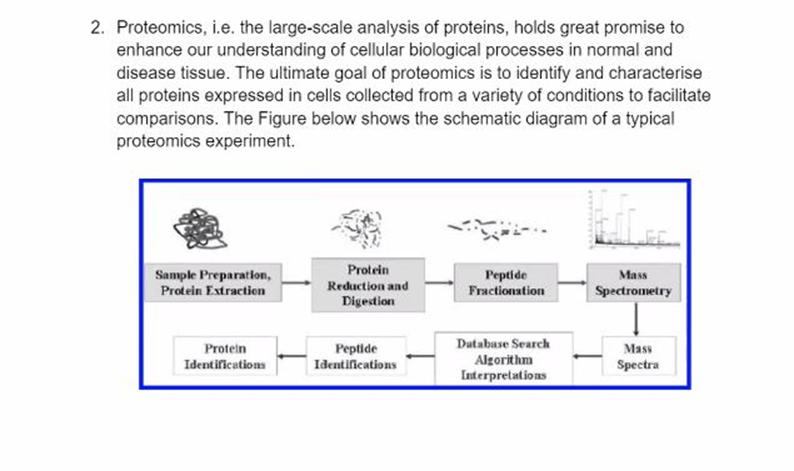 2. Proteomics, i.e. the large-scale analysis of proteins, holds great promise to
enhance our understanding of cellular biological processes in normal and
disease tissue. The ultimate goal of proteomics is to identify and characterise
all proteins expressed in cells collected from a variety of conditions to facilitate
comparisons. The Figure below shows the schematic diagram of a typical
proteomics experiment.
Sample Preparation,
Protein Extraction
Protein
Reduction and
Digestion
Peptide
Fractionation
Mass
Spectrometry
Mass
Spectra
Database Search
Algorithm
Interpretations
Peptide
Identifications
Protein
Identifications